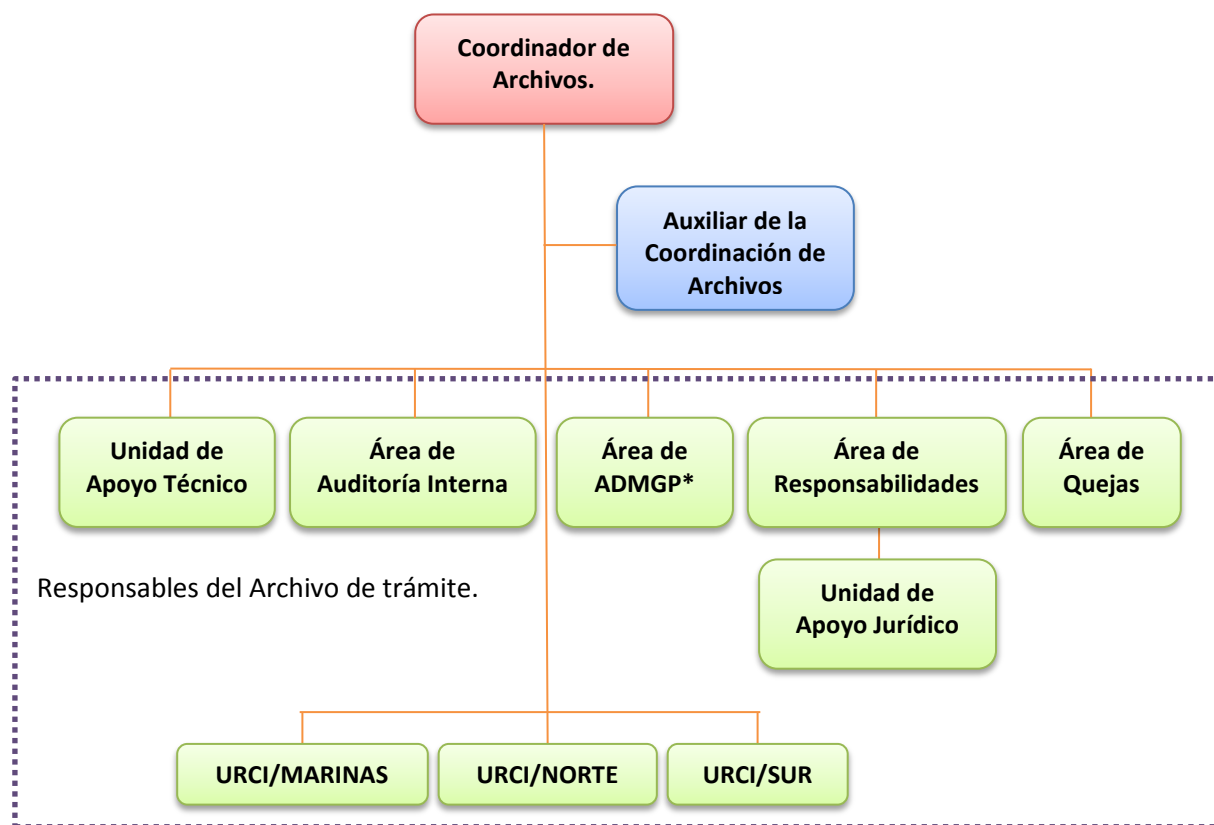 Coordinador de
Archivos.
Auxiliar de la
Coordinación de
Archivos
Unidad de
Apoyo Técnico
Área de
Auditoría Interna
Área de
ADMGP*
Área de
Responsabilidades
Área de
Quejas
Responsables del Archivo de trámite.
Unidad de
Apoyo Jurídico
URCI/MARINAS
URCI/NORTE
URCI/SUR